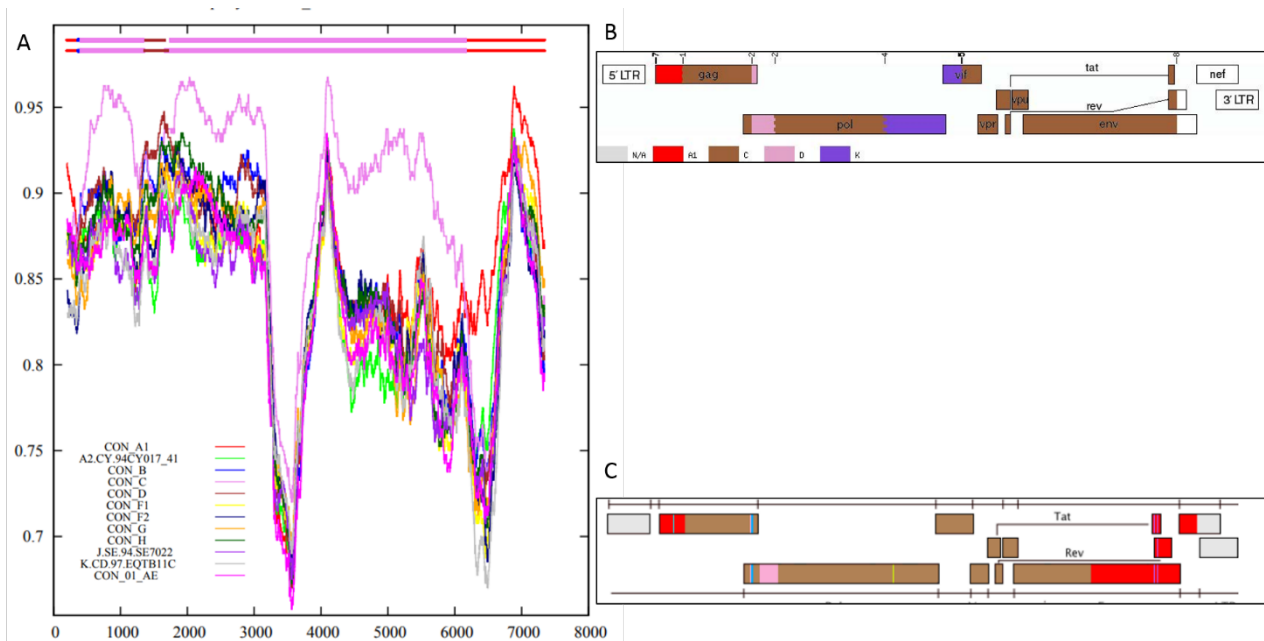 A
0.95
0.9
0.85
0.8
0.75
0.7
CON_A1
A2.CY.94CY017_41
CON_B
CON_C
CON_D
CON_F1
CON_F2
CON_G
CON_H
J.SE.94.SE7022
K.CD.97.EQTB11C
CON_01_AE
0 1000 2000 3000 4000 5000 6000 7000 8000
B
5' LTR
gag
vif
tat
nef
vpu
rev
3' LTR
pol
vpr
env
N/A A1 C D K
C
Tat
Rev